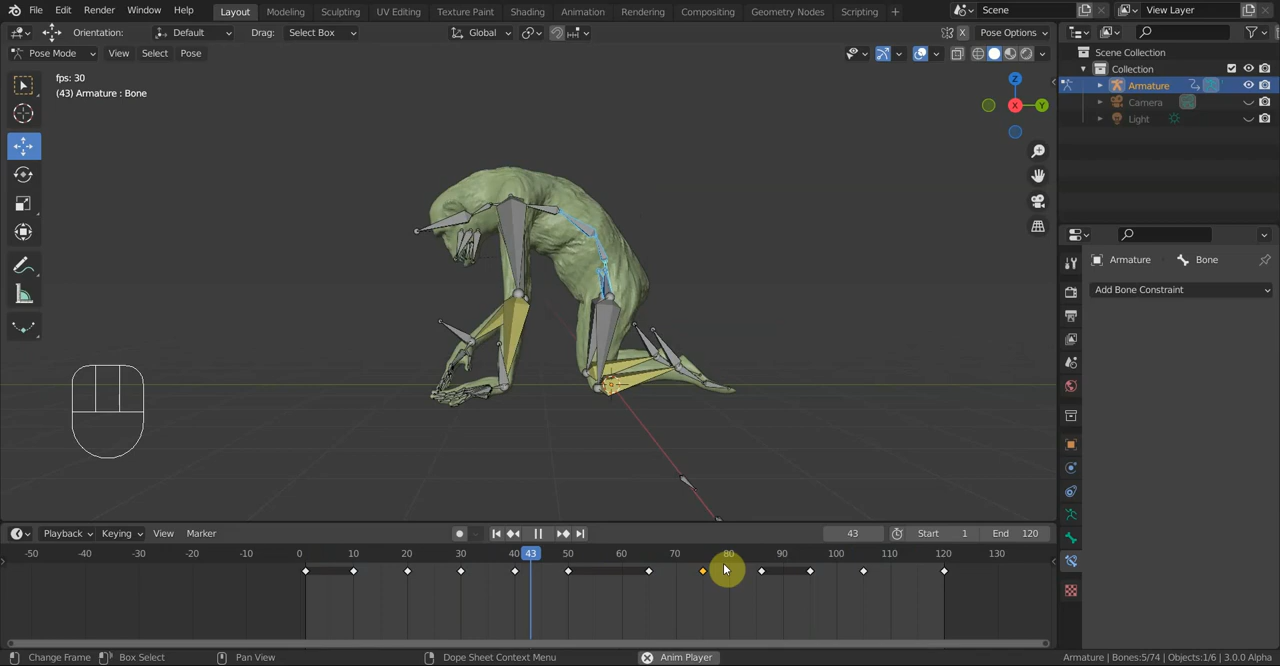 File Edit Render Window Help Layout Modeling Sculpting UV Editing Texture Paint Shading Animation Rendering Compositing Geometry Nodes Scripting + Scene View Layer
Orientation: Default Drag: Select Box Global X Pose Options
Pose Mode View Select Pose
fps: 30
(43) Armature : Bone
Z
Y
X
Scene Collection
Collection
Armature
Camera
Light
Armature Bone
Add Bone Constraint
Playback Keying View Marker 43 Start 1 End 120
-50 -40 -30 -20 -10 0 10 20 30 40 43 50 60 70 80 90 100 110 120 130
Change Frame Box Select Pan View Dope Sheet Context Menu Anim Player Armature | Bones:5/74 | Objects:1/6 | 3.0.0 Alpha